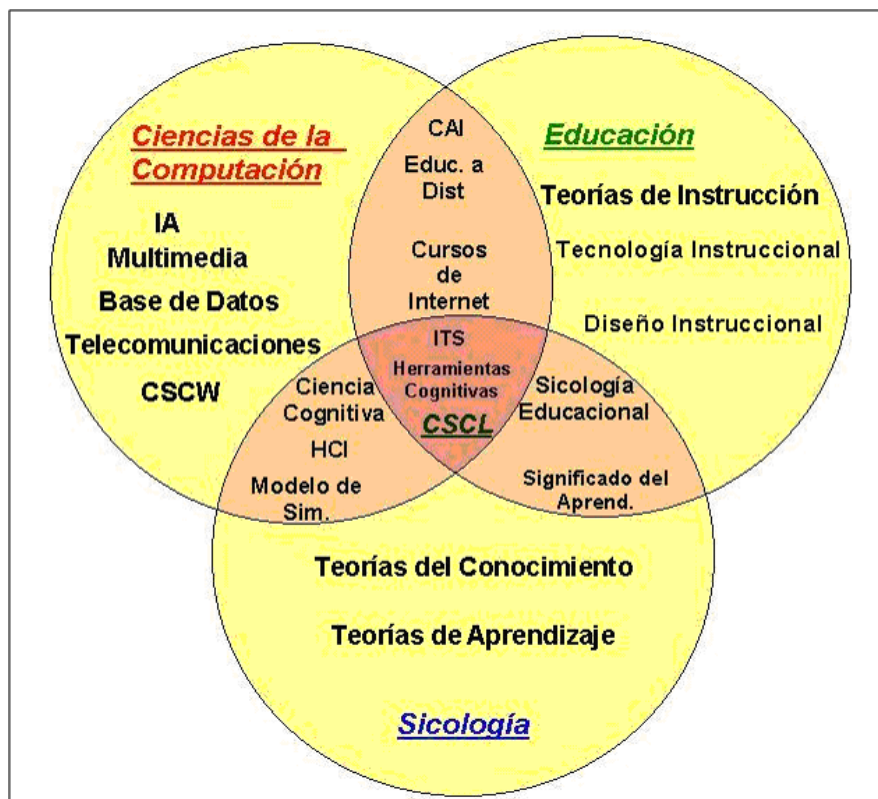 Ciencias de la
Computación
IA
Multimedia
Base de Datos
Telecomunicaciones
CSCW
CAI
Educ. a
Dist
Cursos
de
Internet
Educación
Teorías de Instrucción
Tecnología Instruccional
Diseño Instruccional
ITS
Herramientas
Cognitivas
CSCL
Ciencia
Cognitiva
HCI
Modelo de
Sim.
Sicología
Educacional
Significado del
Aprend.
Teorías del Conocimiento
Teorías de Aprendizaje
Sicología